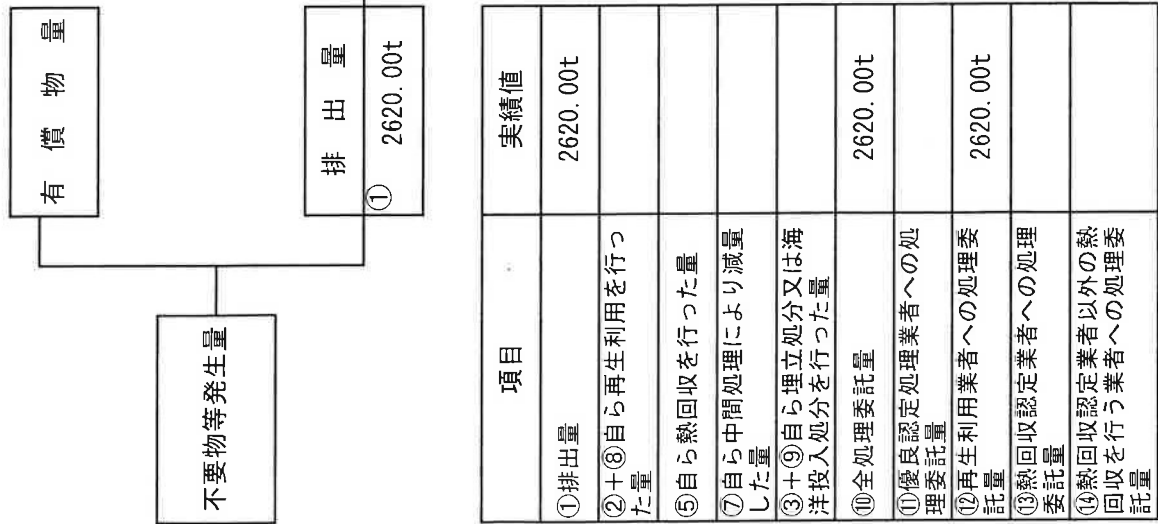 有償物量
不要物等発生量
排出量
①
2620.00t
項目
実績値
①排出量
2620.00t
②+⑧自ら再生利用を行っ
た量
⑤自ら熱回収を行った量
⑦自ら中間処理により減量
した量
③+⑨自ら埋立処分又は海
洋投入処分を行った量
⑩全処理委託量
2620.00t
⑪優良認定処理業者への処
理委託量
⑫再生利用業者への処理委
託量
2620.00t
⑬熱回収認定業者への処理
委託量
⑭熱回収認定業者以外の熱
回収を行う業者への処理委
託量